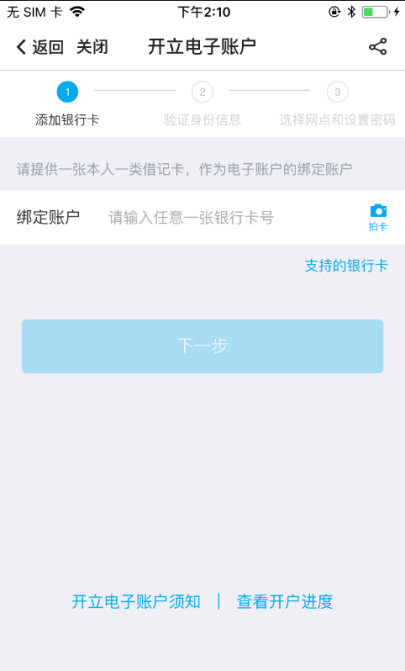 无 SIM 卡 下午2:10
返回 关闭 开立电子账户
1 2 3
添加银行卡 验证身份信息 选择网点和设置密码
请提供一张本人一类借记卡，作为电子账户的绑定账户
绑定账户 请输入任意一张银行卡号 拍卡
支持的银行卡
下一步
开立电子账户须知 | 查看开户进度